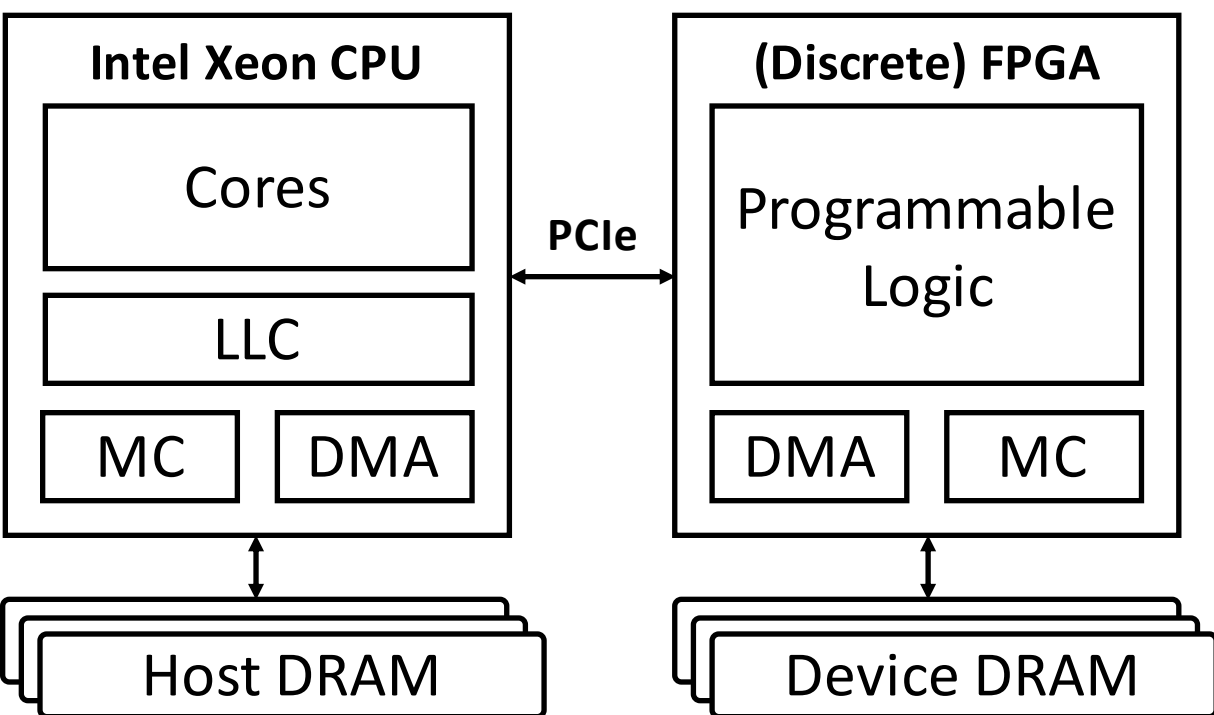 Intel Xeon CPU
Cores
LLC
MC
DMA
Host DRAM
PCIe
(Discrete) FPGA
Programmable
Logic
DMA
MC
Device DRAM